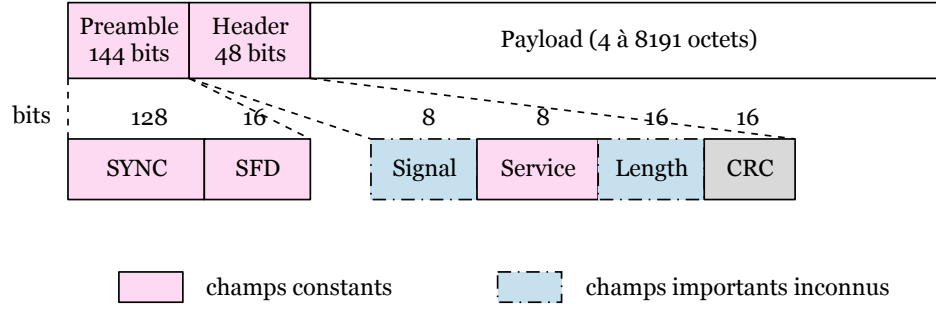 Preamble Header
144 bits 48 bits Payload (4 à 8191 octets)
bits 128 16 8 8 16 16
SYNC SFD Signal Service Length CRC
champs constants champs importants inconnus